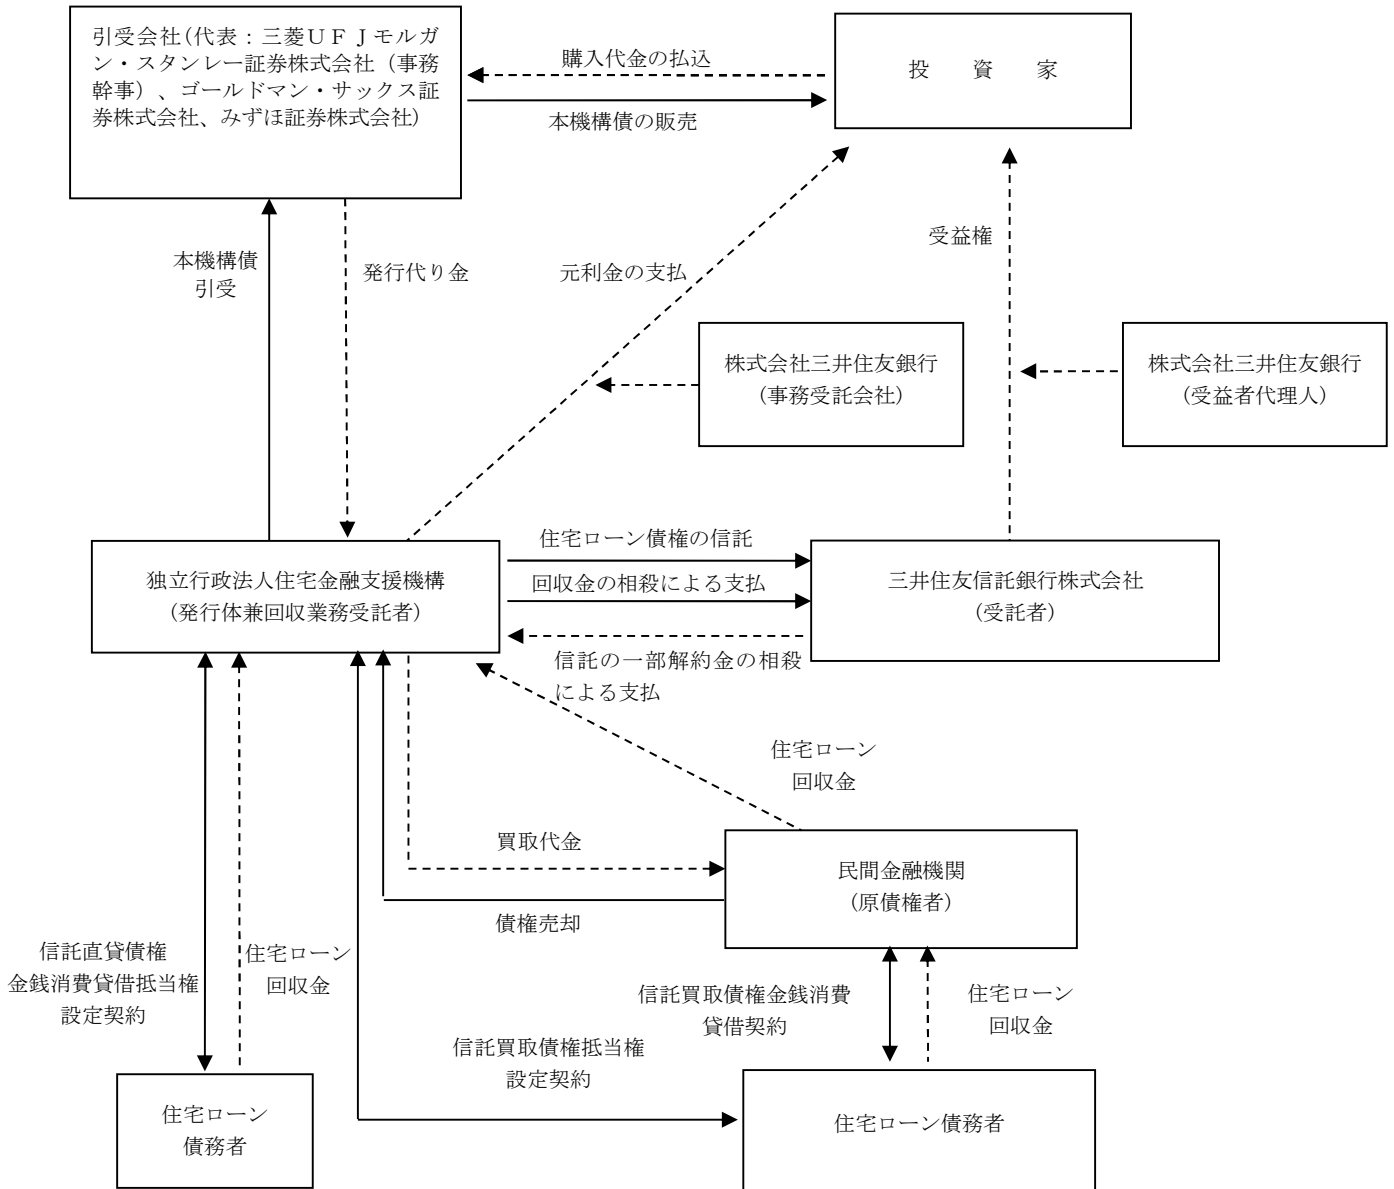 引受会社（代表：三菱ＵＦＪモルガ
ン・スタンレー証券株式会社（事務
幹事）、ゴールドマン・サックス証
券株式会社、みずほ証券株式会社）
購入代金の払込
本機構債の販売
投　資　家
本機構債
引受
発行代り金
元利金の支払
受益権
株式会社三井住友銀行
（事務受託会社）
株式会社三井住友銀行
（受益者代理人）
独立行政法人住宅金融支援機構
（発行体兼回収業務受託者）
住宅ローン債権の信託
回収金の相殺による支払
信託の一部解約金の相殺
による支払
三井住友信託銀行株式会社
（受託者）
住宅ローン
回収金
買取代金
債権売却
民間金融機関
（原債権者）
信託直貸債権
金銭消費貸借抵当権
設定契約
住宅ローン
回収金
信託買取債権金銭消費
貸借契約
住宅ローン
回収金
信託買取債権抵当権
設定契約
住宅ローン
債務者
住宅ローン債務者